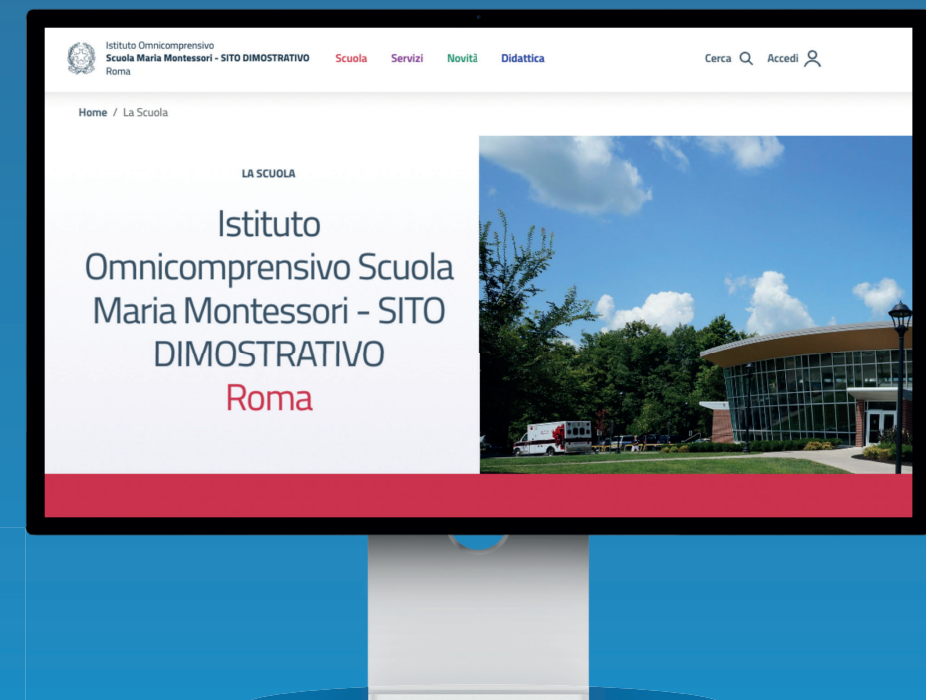 Istituto Omnicomprensivo
Scuola Maria Montessori - SITO DIMOSTRATIVO
Roma
Scuola Servizi Novità Didattica
Cerca Accedi
Home / La Scuola
LA SCUOLA
Istituto
Omnicomprensivo Scuola
Maria Montessori - SITO
DIMOSTRATIVO
Roma